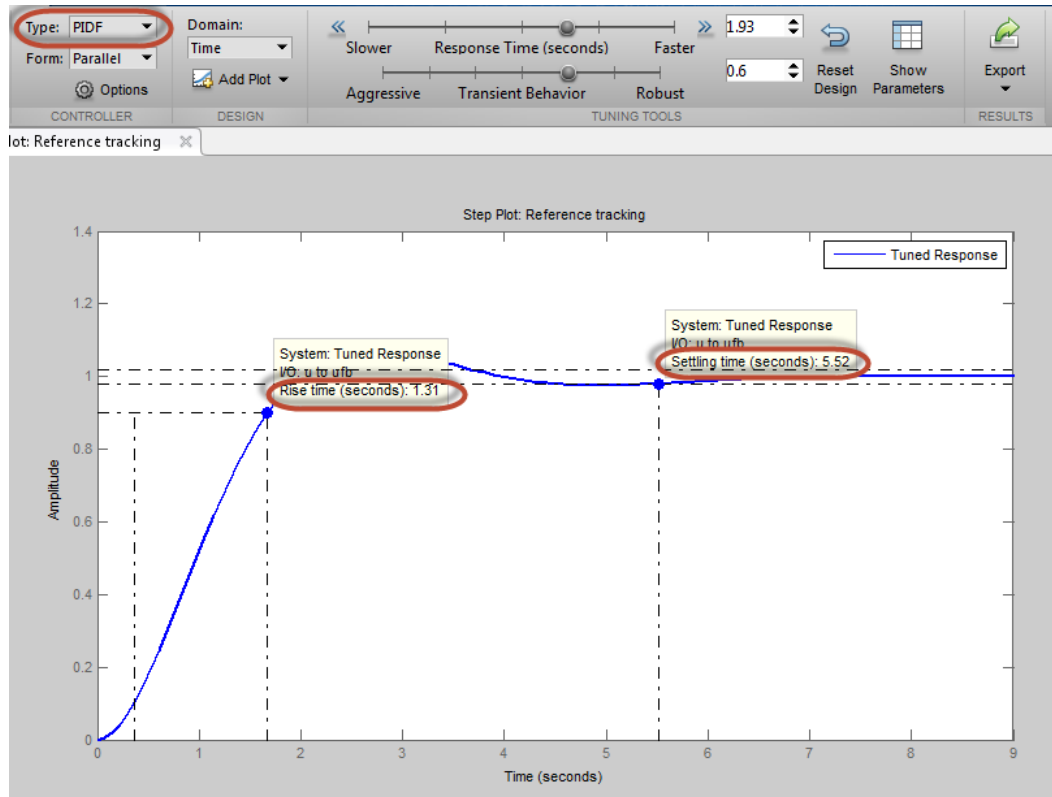 Type: PIDF
Form: Parallel
Options
CONTROLLER
Domain:
Time
Add Plot
DESIGN
Slower Response Time (seconds) Faster
1.93
Aggressive Transient Behavior Robust
0.6
TUNING TOOLS
Reset Design
Show Parameters
Export
RESULTS
lot: Reference tracking
Step Plot: Reference tracking
Tuned Response
System: Tuned Response
I/O: u to ufb
Rise time (seconds): 1.31
System: Tuned Response
I/O: u to ufb
Settling time (seconds): 5.52
Amplitude
1.4
1.2
1
0.8
0.6
0.4
0.2
0
0 1 2 3 4 5 6 7 8 9
Time (seconds)